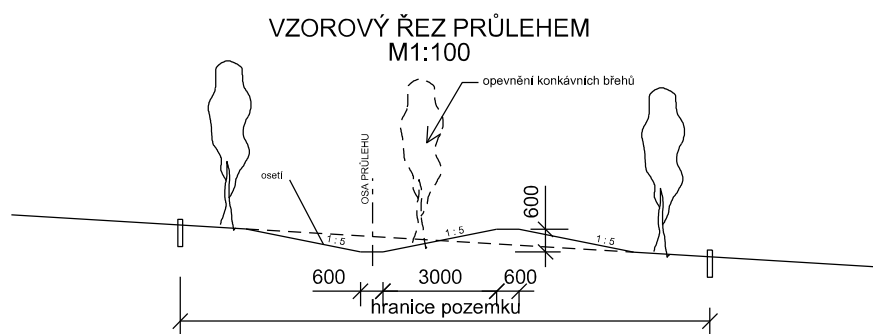 VZOROVÝ ŘEZ PRŮLEHEM
M1:100
opevnění konkávních břehů
osetí
OSA PRŮLEHU
1 : 5
1 : 5
1 : 5
600
600
3000
600
hranice pozemku